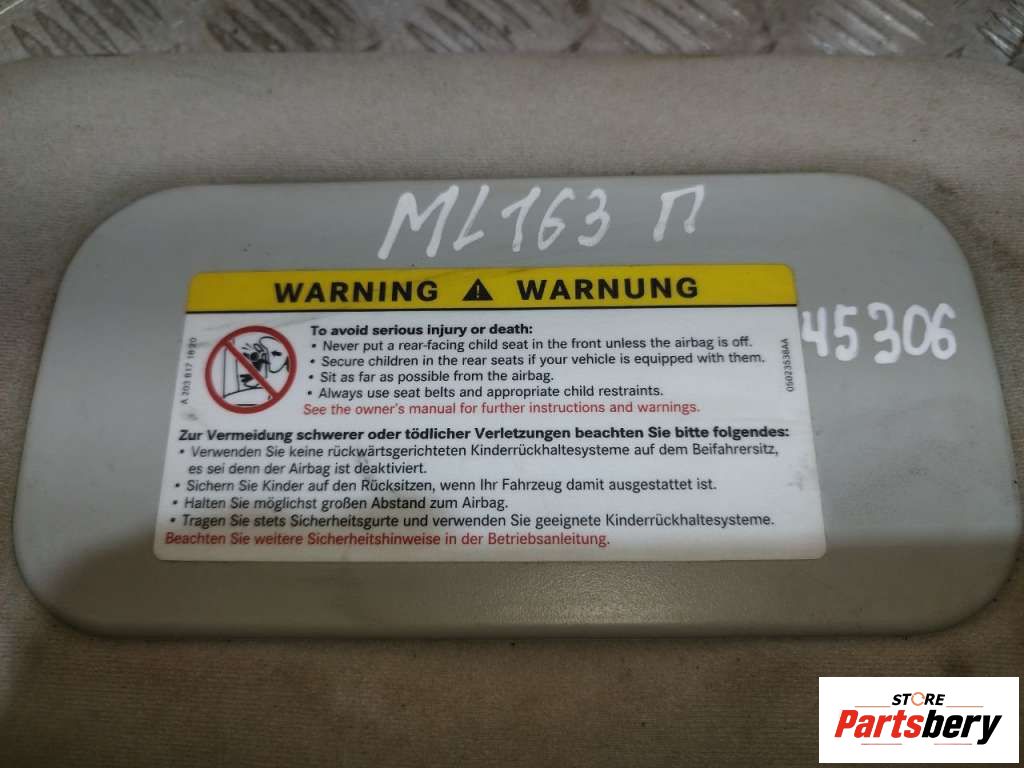 ML163 П
WARNING ⚠ WARNUNG
45306
A 203 817 18 20
To avoid serious injury or death:
• Never put a rear-facing child seat in the front unless the airbag is off.
• Secure children in the rear seats if your vehicle is equipped with them.
• Sit as far as possible from the airbag.
• Always use seat belts and appropriate child restraints.
See the owner's manual for further instructions and warnings.
05023538AA
Zur Vermeidung schwerer oder tödlicher Verletzungen beachten Sie bitte folgendes:
• Verwenden Sie keine rückwärtsgerichteten Kinderrückhaltesysteme auf dem Beifahrersitz,
es sei denn der Airbag ist deaktiviert.
• Sichern Sie Kinder auf den Rücksitzen, wenn Ihr Fahrzeug damit ausgestattet ist.
• Halten Sie möglichst großen Abstand zum Airbag.
• Tragen Sie stets Sicherheitsgurte und verwenden Sie geeignete Kinderrückhaltesysteme.
Beachten Sie weitere Sicherheitshinweise in der Betriebsanleitung.
STORE
Partsbery